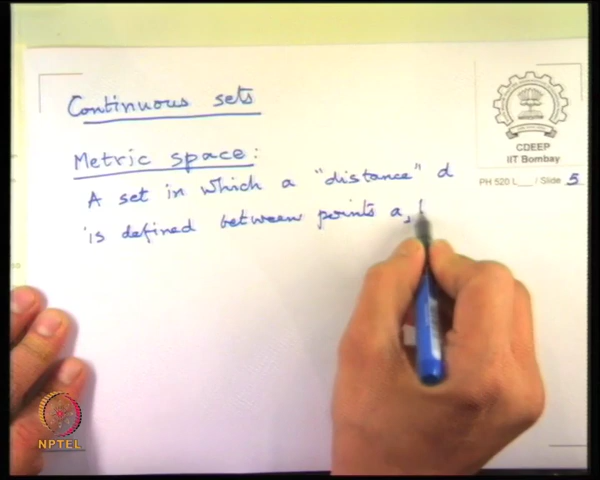 Continuous sets
Metric space:
A set in which a "distance" d
is defined between points a,
CDEEP
IIT Bombay
PH 520 L__ / Slide 5
NPTEL